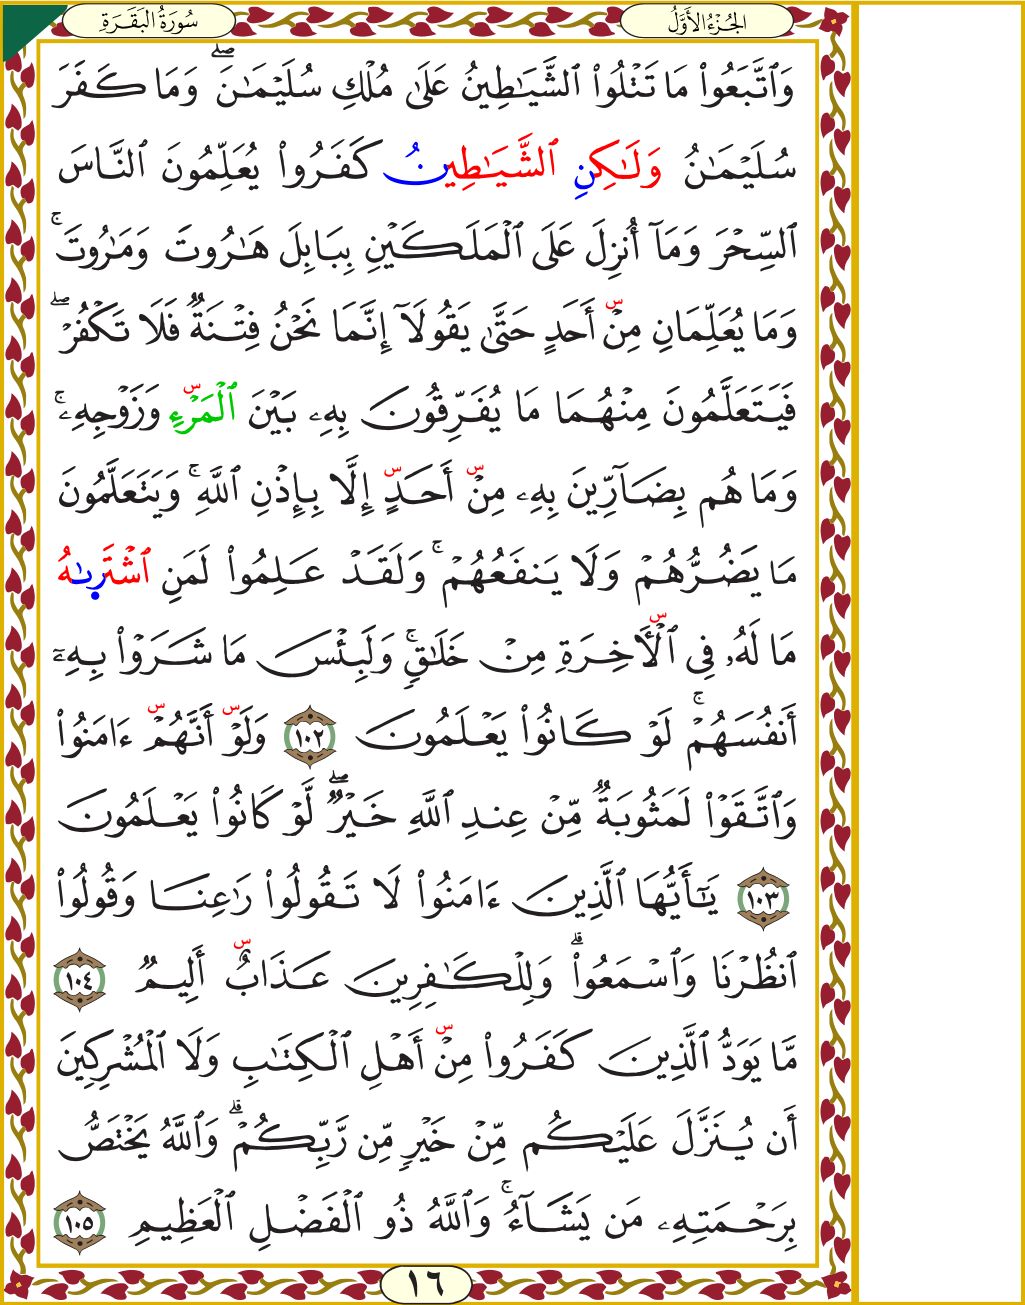 الجُزْءُ الأَوَّلُ
سُورَةُ البَقَرَةِ
وَٱتَّبَعُوا۟ مَا تَتْلُوا۟ ٱلشَّيَـٰطِينُ عَلَىٰ مُلْكِ سُلَيْمَـٰنَ ۖ وَمَا كَفَرَ
سُلَيْمَـٰنُ وَلَـٰكِنِ ٱلشَّيَـٰطِينُ كَفَرُوا۟ يُعَلِّمُونَ ٱلنَّاسَ
ٱلسِّحْرَ وَمَآ أُنزِلَ عَلَى ٱلْمَلَكَيْنِ بِبَابِلَ هَـٰرُوتَ وَمَـٰرُوتَ ۚ
وَمَا يُعَلِّمَانِ مِنْ أَحَدٍ حَتَّىٰ يَقُولَآ إِنَّمَا نَحْنُ فِتْنَةٌ فَلَا تَكْفُرْ ۖ
فَيَتَعَلَّمُونَ مِنْهُمَا مَا يُفَرِّقُونَ بِهِۦ بَيْنَ ٱلْمَرْءِ وَزَوْجِهِۦ ۚ
وَمَا هُم بِضَآرِّينَ بِهِۦ مِنْ أَحَدٍ إِلَّا بِإِذْنِ ٱللَّهِ ۚ وَيَتَعَلَّمُونَ
مَا يَضُرُّهُمْ وَلَا يَنفَعُهُمْ ۚ وَلَقَدْ عَلِمُوا۟ لَمَنِ ٱشْتَرَىٰهُ
مَا لَهُۥ فِى ٱلْـَٔاخِرَةِ مِنْ خَلَـٰقٍ ۚ وَلَبِئْسَ مَا شَرَوْا۟ بِهِۦٓ
أَنفُسَهُمْ ۚ لَوْ كَانُوا۟ يَعْلَمُونَ ١٠٢ وَلَوْ أَنَّهُمْ ءَامَنُوا۟
وَٱتَّقَوْا۟ لَمَثُوبَةٌ مِّنْ عِندِ ٱللَّهِ خَيْرٌ ۖ لَّوْ كَانُوا۟ يَعْلَمُونَ
١٠٣ يَـٰٓأَيُّهَا ٱلَّذِينَ ءَامَنُوا۟ لَا تَقُولُوا۟ رَٰعِنَا وَقُولُوا۟
ٱنظُرْنَا وَٱسْمَعُوا۟ ۗ وَلِلْكَـٰفِرِينَ عَذَابٌ أَلِيمٌ ١٠٤
مَّا يَوَدُّ ٱلَّذِينَ كَفَرُوا۟ مِنْ أَهْلِ ٱلْكِتَـٰبِ وَلَا ٱلْمُشْرِكِينَ
أَن يُنَزَّلَ عَلَيْكُم مِّنْ خَيْرٍ مِّن رَّبِّكُمْ ۗ وَٱللَّهُ يَخْتَصُّ
بِرَحْمَتِهِۦ مَن يَشَآءُ ۚ وَٱللَّهُ ذُو ٱلْفَضْلِ ٱلْعَظِيمِ ١٠٥
١٦